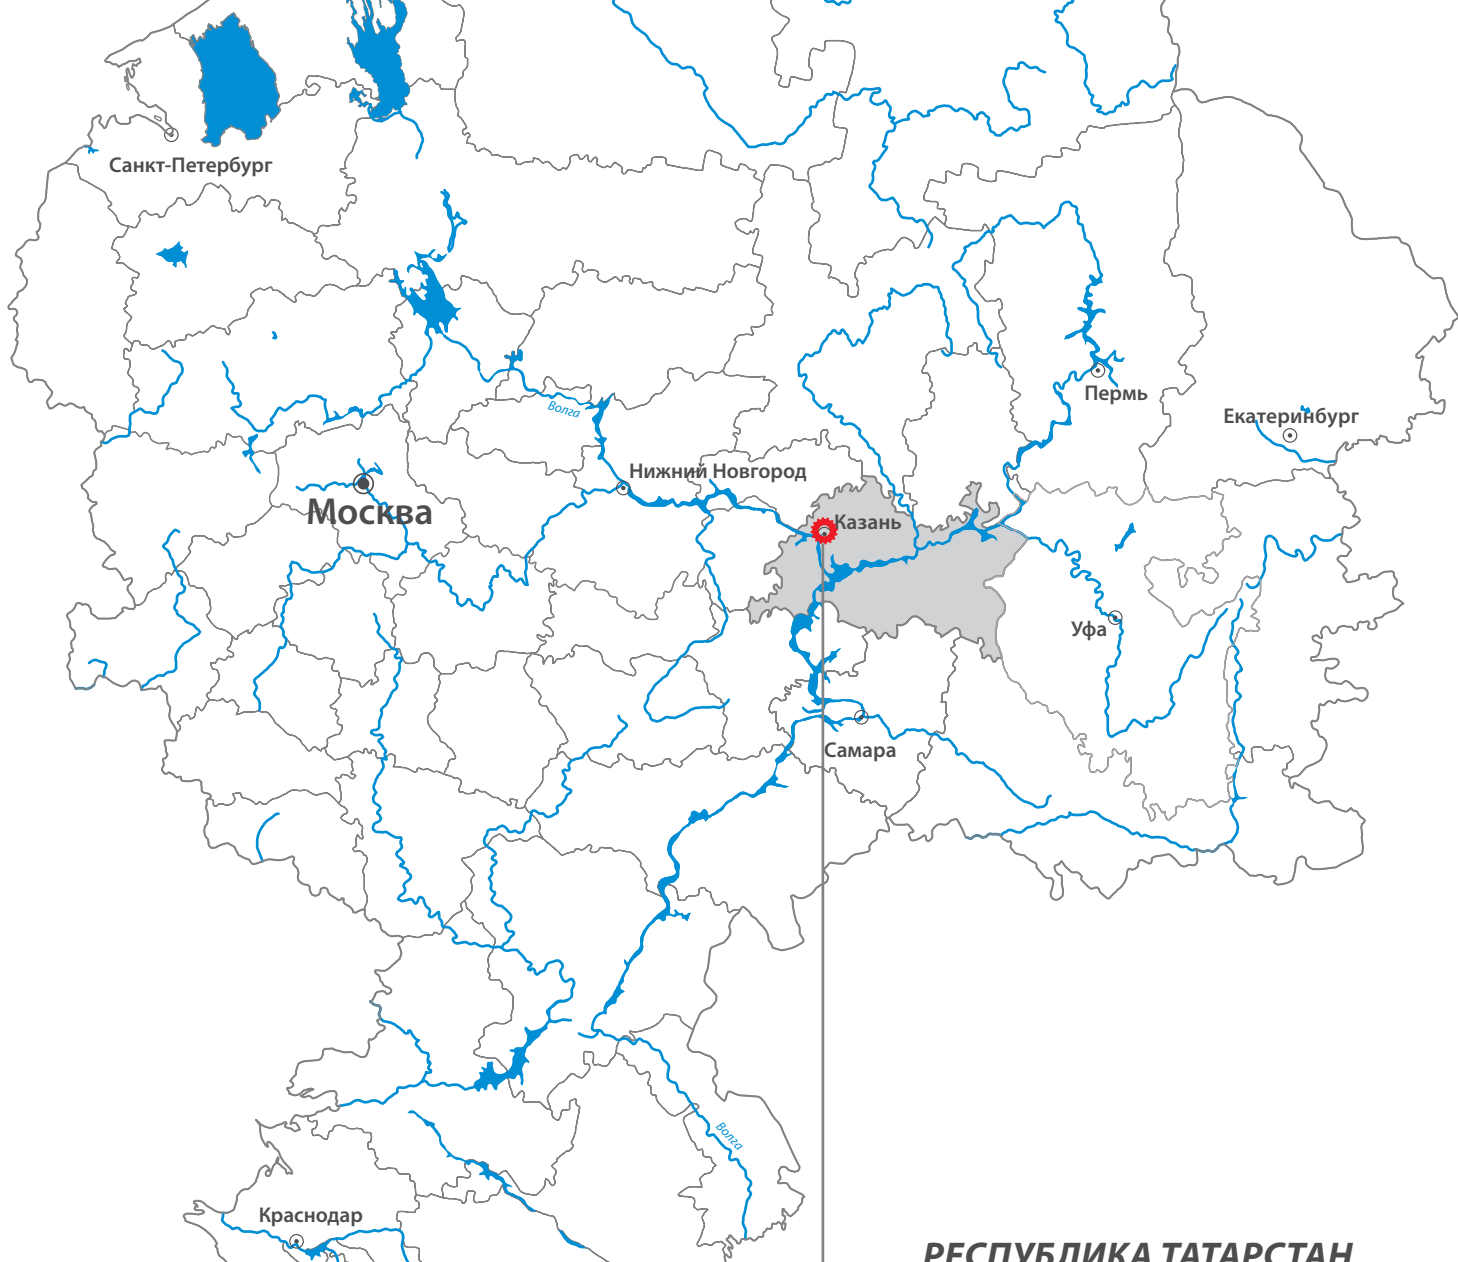 Санкт-Петербург
Пермь
Волга
Екатеринбург
Нижний Новгород
Москва
Казань
Уфа
Самара
Волга
Краснодар
РЕСПУБЛИКА ТАТАРСТАН